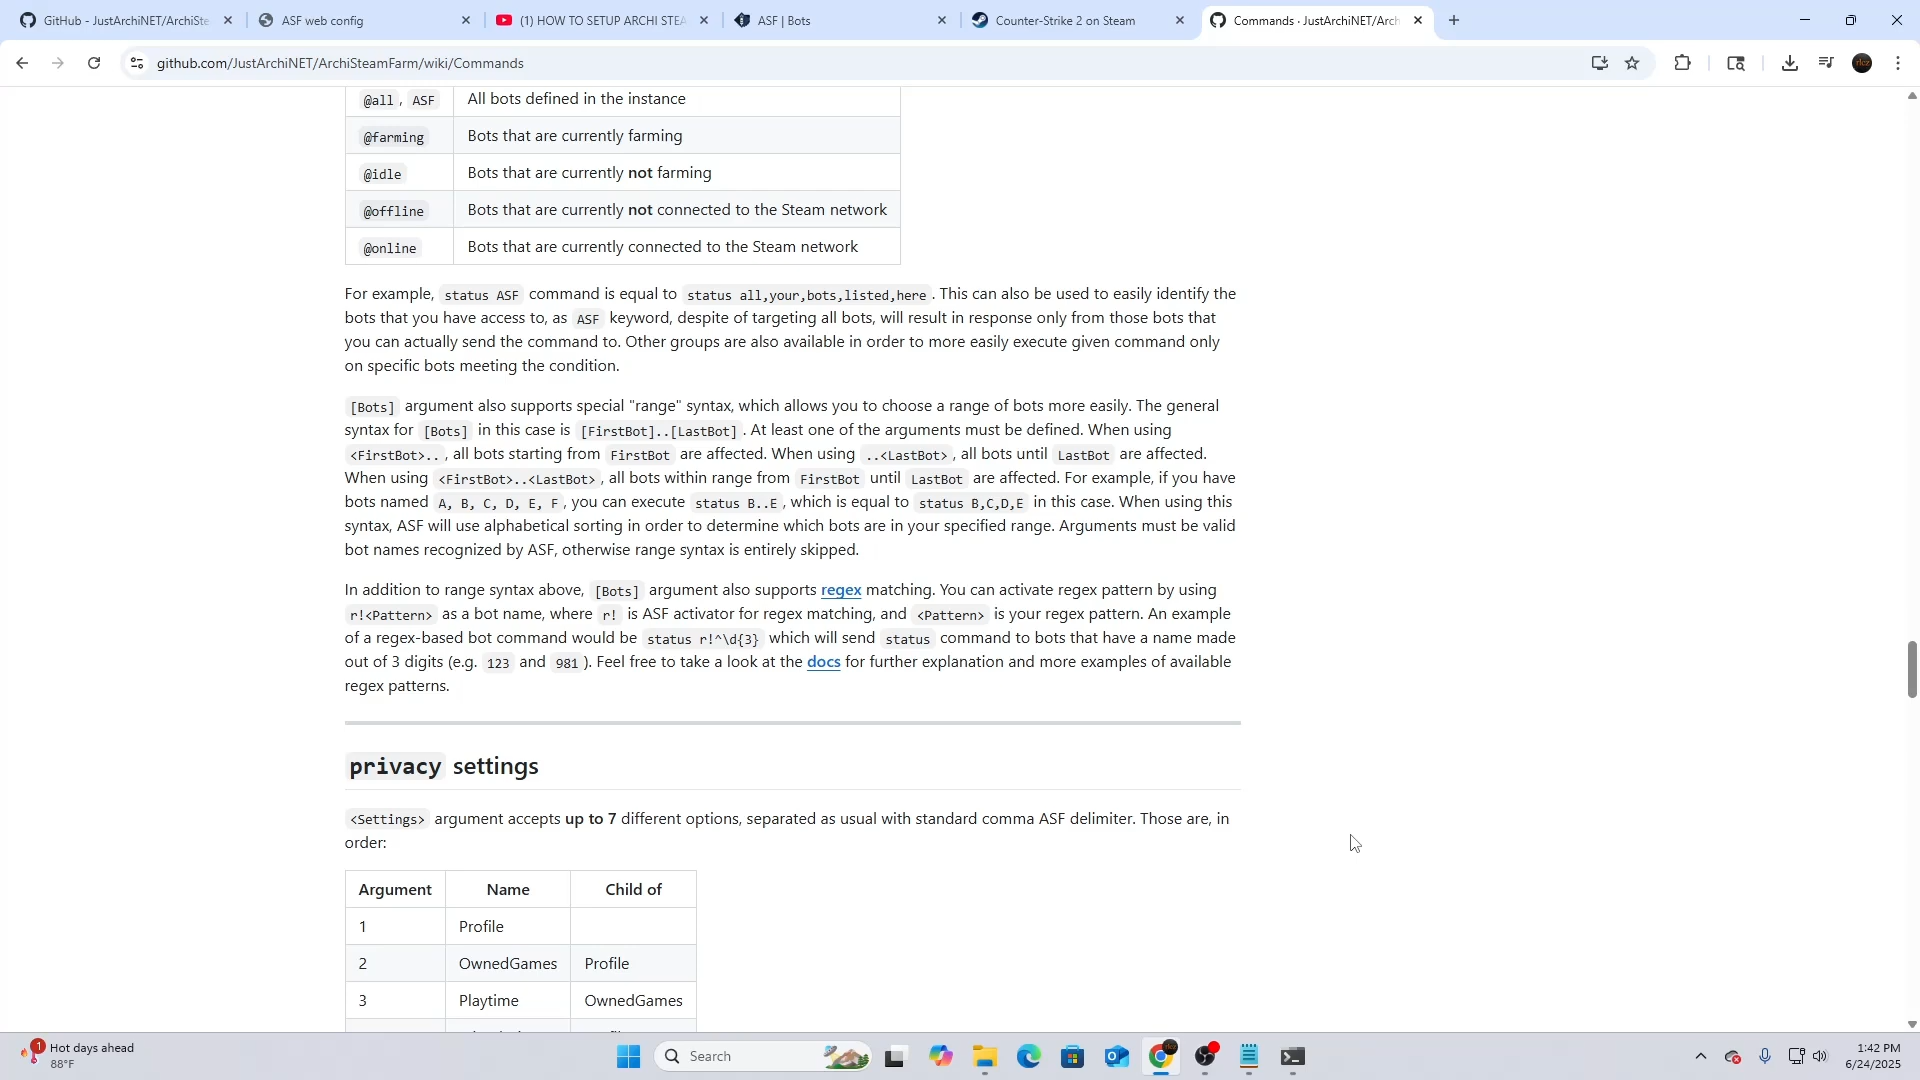 GitHub - JustArchiNET/ArchiSte
ASF web config
(1) HOW TO SETUP ARCHI STEA
ASF | Bots
Counter-Strike 2 on Steam
Commands · JustArchiNET/Arch
github.com/JustArchiNET/ArchiSteamFarm/wiki/Commands
@all, ASF All bots defined in the instance
@farming Bots that are currently farming
@idle Bots that are currently not farming
@offline Bots that are currently not connected to the Steam network
@online Bots that are currently connected to the Steam network
For example, status ASF command is equal to status all,your,bots,listed,here. This can also be used to easily identify the
bots that you have access to, as ASF keyword, despite of targeting all bots, will result in response only from those bots that
you can actually send the command to. Other groups are also available in order to more easily execute given command only
on specific bots meeting the condition.
[Bots] argument also supports special "range" syntax, which allows you to choose a range of bots more easily. The general
syntax for [Bots] in this case is [FirstBot]..[LastBot]. At least one of the arguments must be defined. When using
<FirstBot>.., all bots starting from FirstBot are affected. When using ..<LastBot>, all bots until LastBot are affected.
When using <FirstBot>..<LastBot>, all bots within range from FirstBot until LastBot are affected. For example, if you have
bots named A, B, C, D, E, F, you can execute status B..E, which is equal to status B,C,D,E in this case. When using this
syntax, ASF will use alphabetical sorting in order to determine which bots are in your specified range. Arguments must be valid
bot names recognized by ASF, otherwise range syntax is entirely skipped.
In addition to range syntax above, [Bots] argument also supports regex matching. You can activate regex pattern by using
r!<Pattern> as a bot name, where r! is ASF activator for regex matching, and <Pattern> is your regex pattern. An example
of a regex-based bot command would be status r!^\d{3} which will send status command to bots that have a name made
out of 3 digits (e.g. 123 and 981). Feel free to take a look at the docs for further explanation and more examples of available
regex patterns.
privacy settings
<Settings> argument accepts up to 7 different options, separated as usual with standard comma ASF delimiter. Those are, in
order:
Argument Name Child of
1 Profile
2 OwnedGames Profile
3 Playtime OwnedGames
1
Hot days ahead
88°F
Search
1:42 PM
6/24/2025